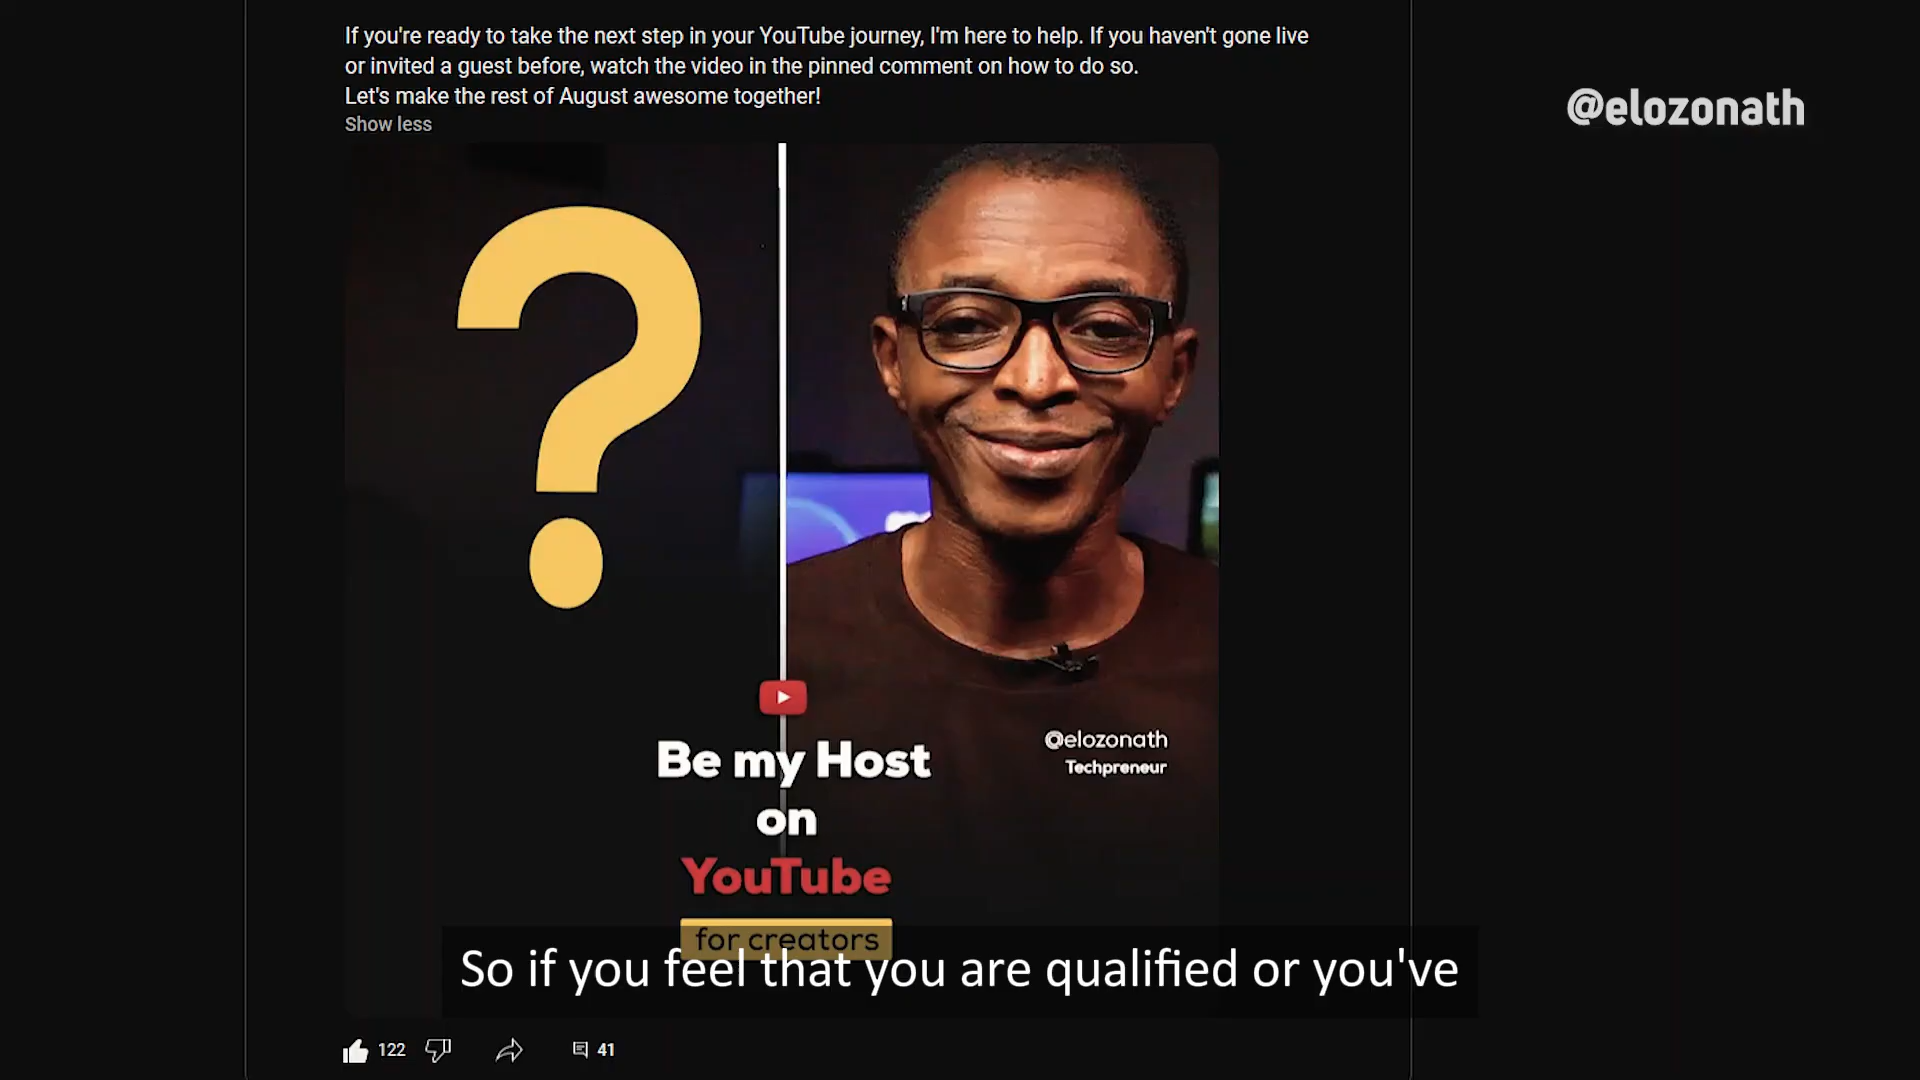 If you're ready to take the next step in your YouTube journey, I'm here to help. If you haven't gone live
or invited a guest before, watch the video in the pinned comment on how to do so.
Let's make the rest of August awesome together!
Show less
@elozonath
?
Be my Host
on
YouTube
for creators
@elozonath
Techpreneur
So if you feel that you are qualified or you've
122
41